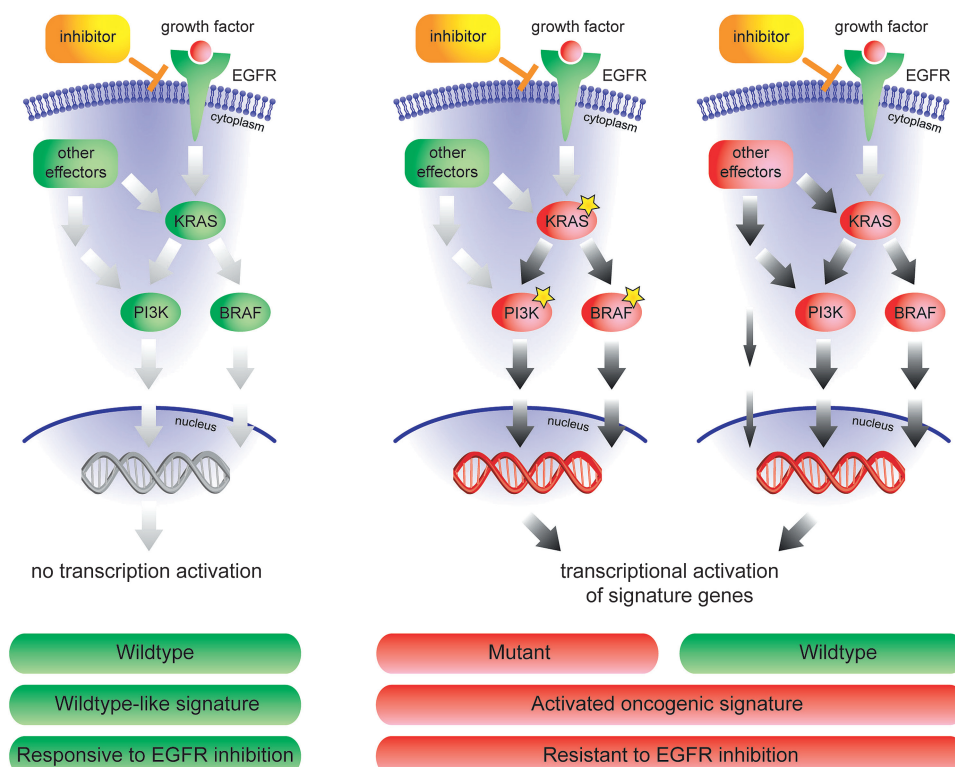 inhibitor
growth factor
EGFR
cytoplasm
other
effectors
KRAS
PI3K
BRAF
nucleus
no transcription activation
inhibitor
growth factor
EGFR
cytoplasm
other
effectors
KRAS
PI3K
BRAF
nucleus
inhibitor
growth factor
EGFR
cytoplasm
other
effectors
KRAS
PI3K
BRAF
nucleus
transcriptional activation
of signature genes
Wildtype
Mutant
Wildtype
Wildtype-like signature
Activated oncogenic signature
Responsive to EGFR inhibition
Resistant to EGFR inhibition